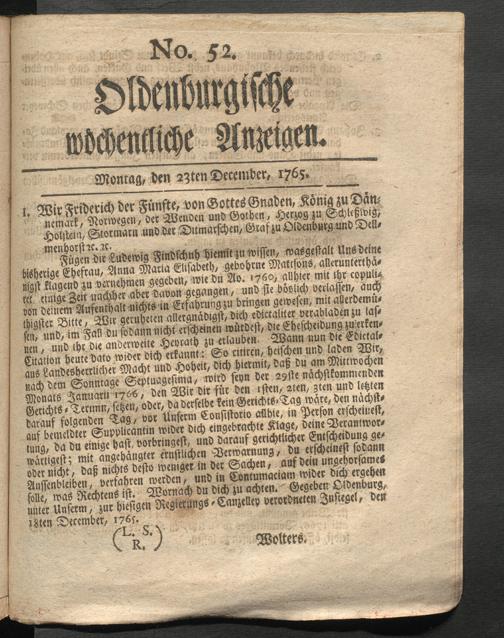 No. 52.
Oldenburgische
wöchentliche Anzeigen.
Montag, den 23ten December, 1765.
1. Wir Friderich der Fünfte, von Gottes Gnaden, König zu Dän-
nemark, Norwegen, der Wenden und Gothen, Herzog zu Schleßwig,
Holstein, Stormarn und der Ditmarschen, Graf zu Oldenburg und Dell-
menhorst ꝛc. ꝛc.
Fügen dir Ludewig Findschuh hiemit zu wissen, wasgestalt Uns deine
bisherige Ehefrau, Anna Maria Elisabeth, gebohrne Mattsons, allerunterthä-
nigst klagend zu vernehmen gegeben, wie du Ao. 1760, allhier mit ihr copuli-
ret einige Zeit nachher aber davon gegangen, und sie böslich verlassen, auch
von deinem Aufenthalt nichts in Erfahrung zu bringen gewesen, mit allerdemü-
thigster Bitte, Wir geruheten allergnädigst, dich edictaliter verabladen zu las-
sen, und, im Fall du sodann nicht erscheinen würdest, die Ehescheidung zu erken-
nen, und ihr die anderweite Heyrath zu erlauben. Wann nun die Edictal-
Citation heute dato wider dich erkannt: So citiren, heischen und laden Wir,
aus Landesherrlicher Macht und Hoheit, dich hiermit, daß du am Mittwochen
nach dem Sonntage Septuagesima, wird seyn der 29ste nächstkommenden
Monats Januarii 1766, den Wir dir für den 1sten, 2ten, 3ten und letzten
Gerichts-Termin, setzen, oder, da derselbe kein Gerichts-Tag wäre, den nächst-
darauf folgenden Tag, vor Unserm Consistorio allhie, in Person erscheinest,
auf bemeldter Supplicantin wider dich eingebrachte Klage, deine Verantwor-
tung, da du einige hast, vorbringest, und darauf gerichtlicher Entscheidung ge-
wärtigest; mit angehängter ernstlichen Verwarnung, du erscheinest sodann
oder nicht, daß nichts desto weniger in der Sachen, auf dein ungehorsames
Aussenbleiben, verfahren werden, und in Contumaciam wider dich ergehen
solle, was Rechtens ist. Wornach du dich zu achten. Gegeben Oldenburg,
unter Unserm, zur hiesigen Regierungs-Canzelley verordneten Insiegel, den
18ten December, 1765.
(L. S.
R.)
Wolters.